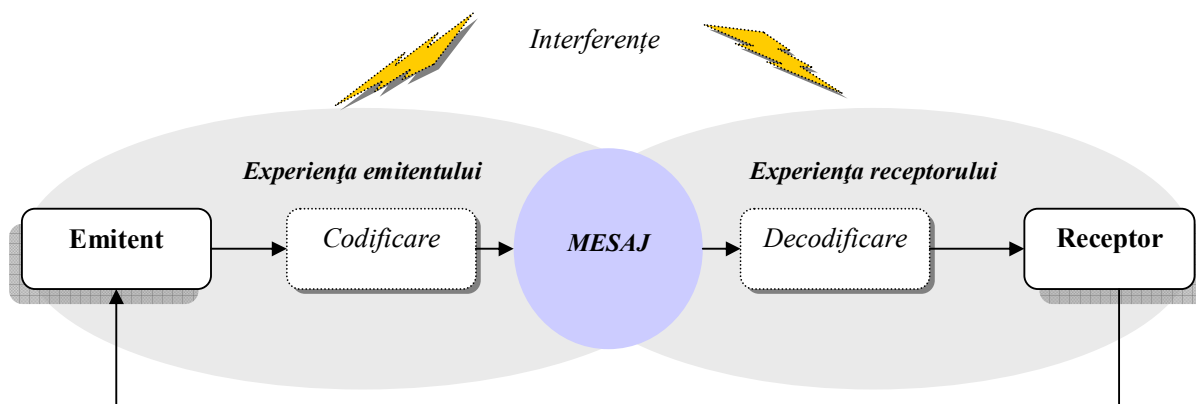 Interferențe
Experienţa emitentului
Experienţa receptorului
Emitent
Codificare
MESAJ
Decodificare
Receptor